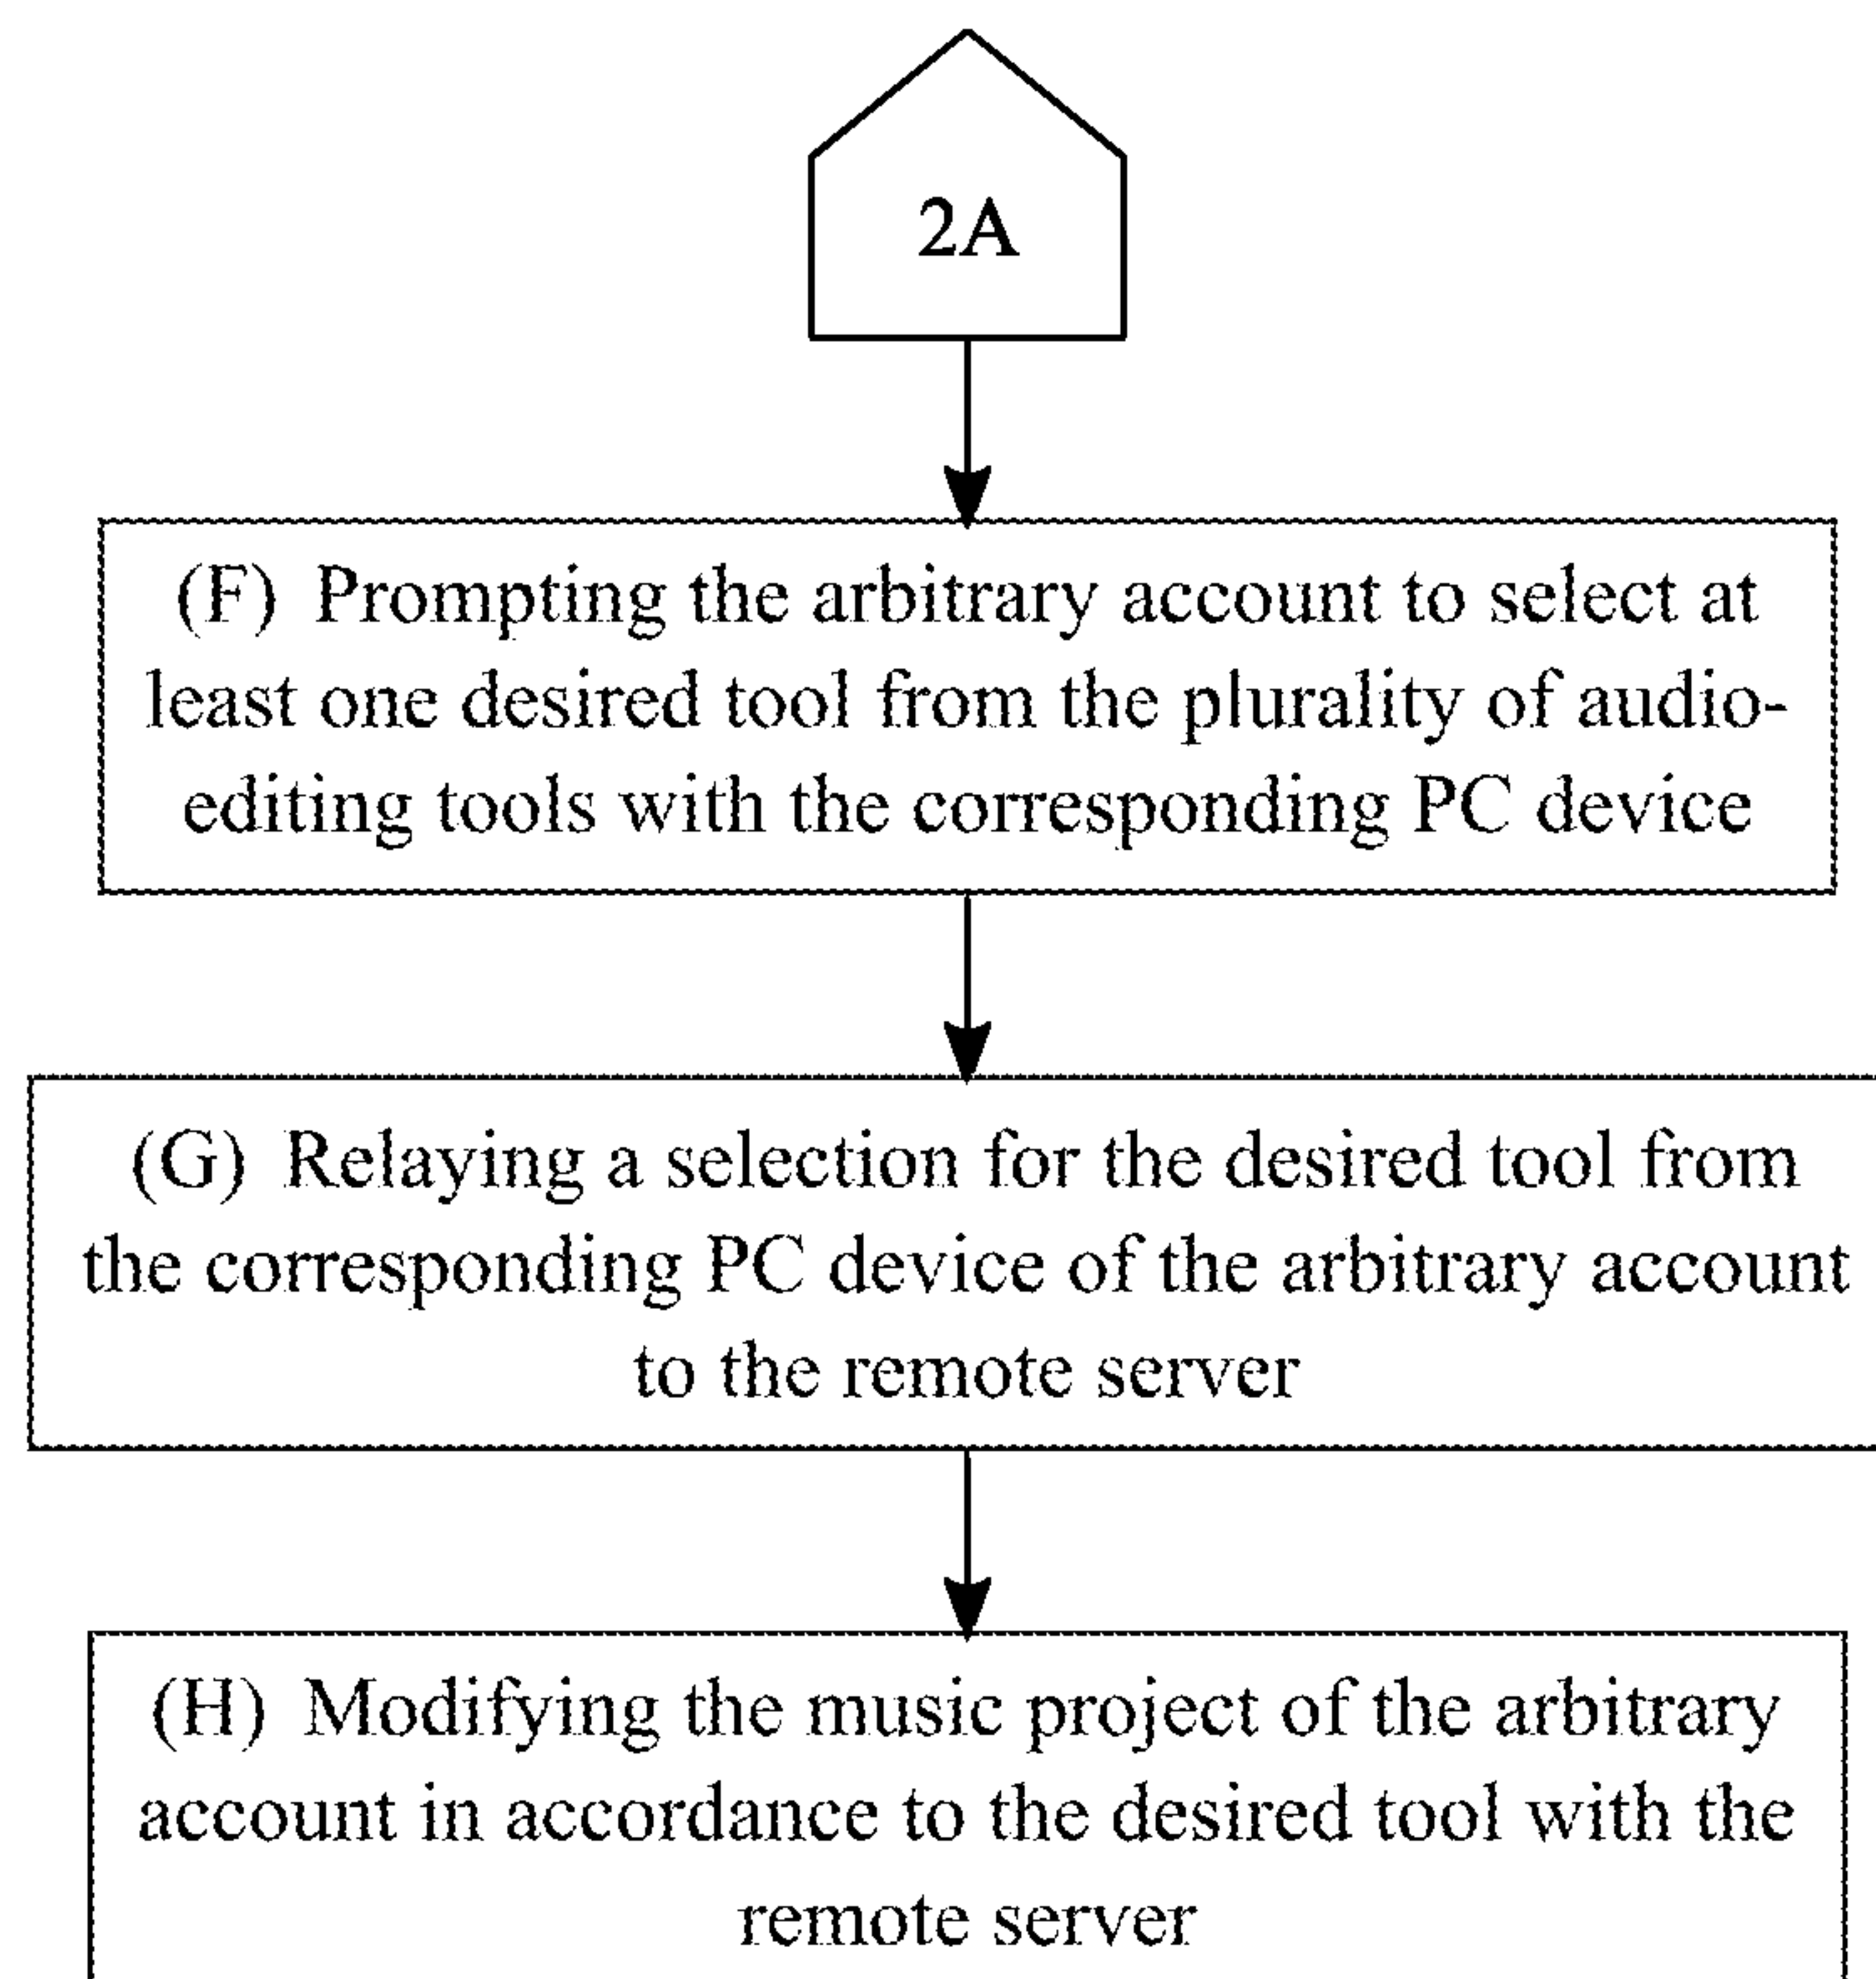 2A
(F) Prompting the arbitrary account to select at
least one desired tool from the plurality of audio-
editing tools with the corresponding PC device
(G) Relaying a selection for the desired tool from
the corresponding PC device of the arbitrary account
to the remote server
(H) Modifying the music project of the arbitrary
account in accordance to the desired tool with the
remote server